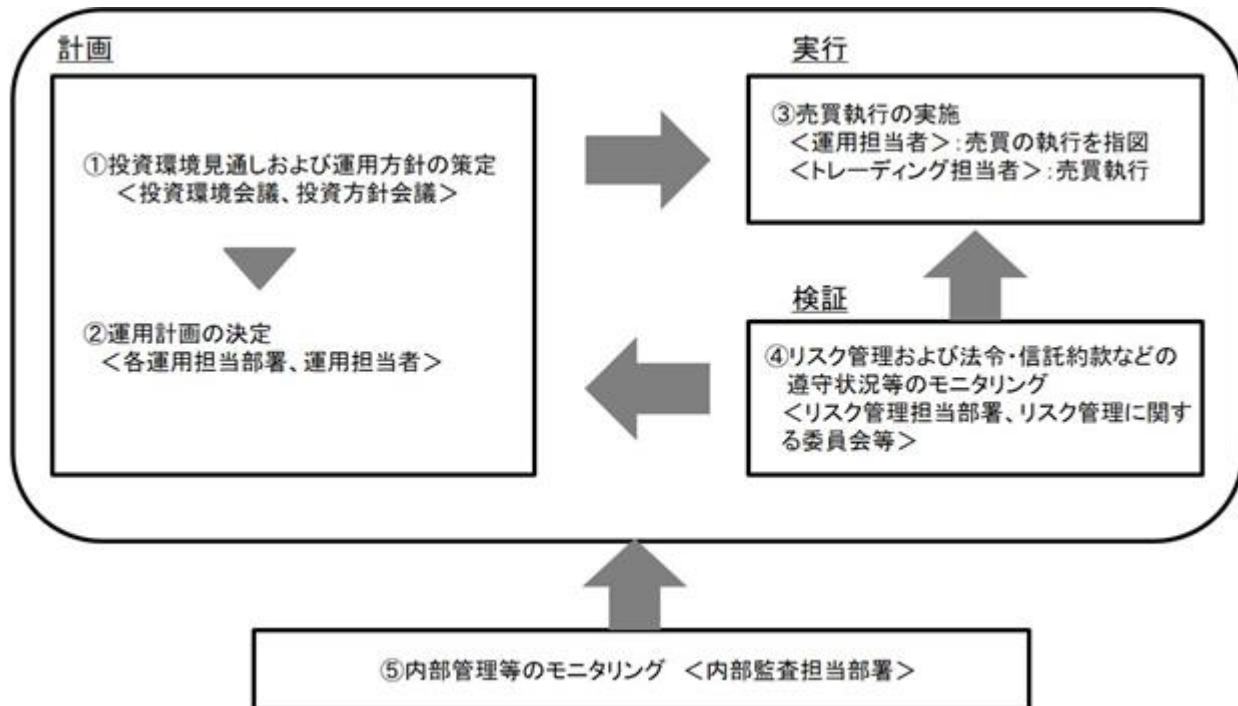 計画
①投資環境見通しおよび運用方針の策定
＜投資環境会議、投資方針会議＞
②運用計画の決定
＜各運用担当部署、運用担当者＞
実行
③売買執行の実施
＜運用担当者＞：売買の執行を指図
＜トレーディング担当者＞：売買執行
検証
④リスク管理および法令・信託約款などの
遵守状況等のモニタリング
＜リスク管理担当部署、リスク管理に関す
る委員会等＞
⑤内部管理等のモニタリング　＜内部監査担当部署＞